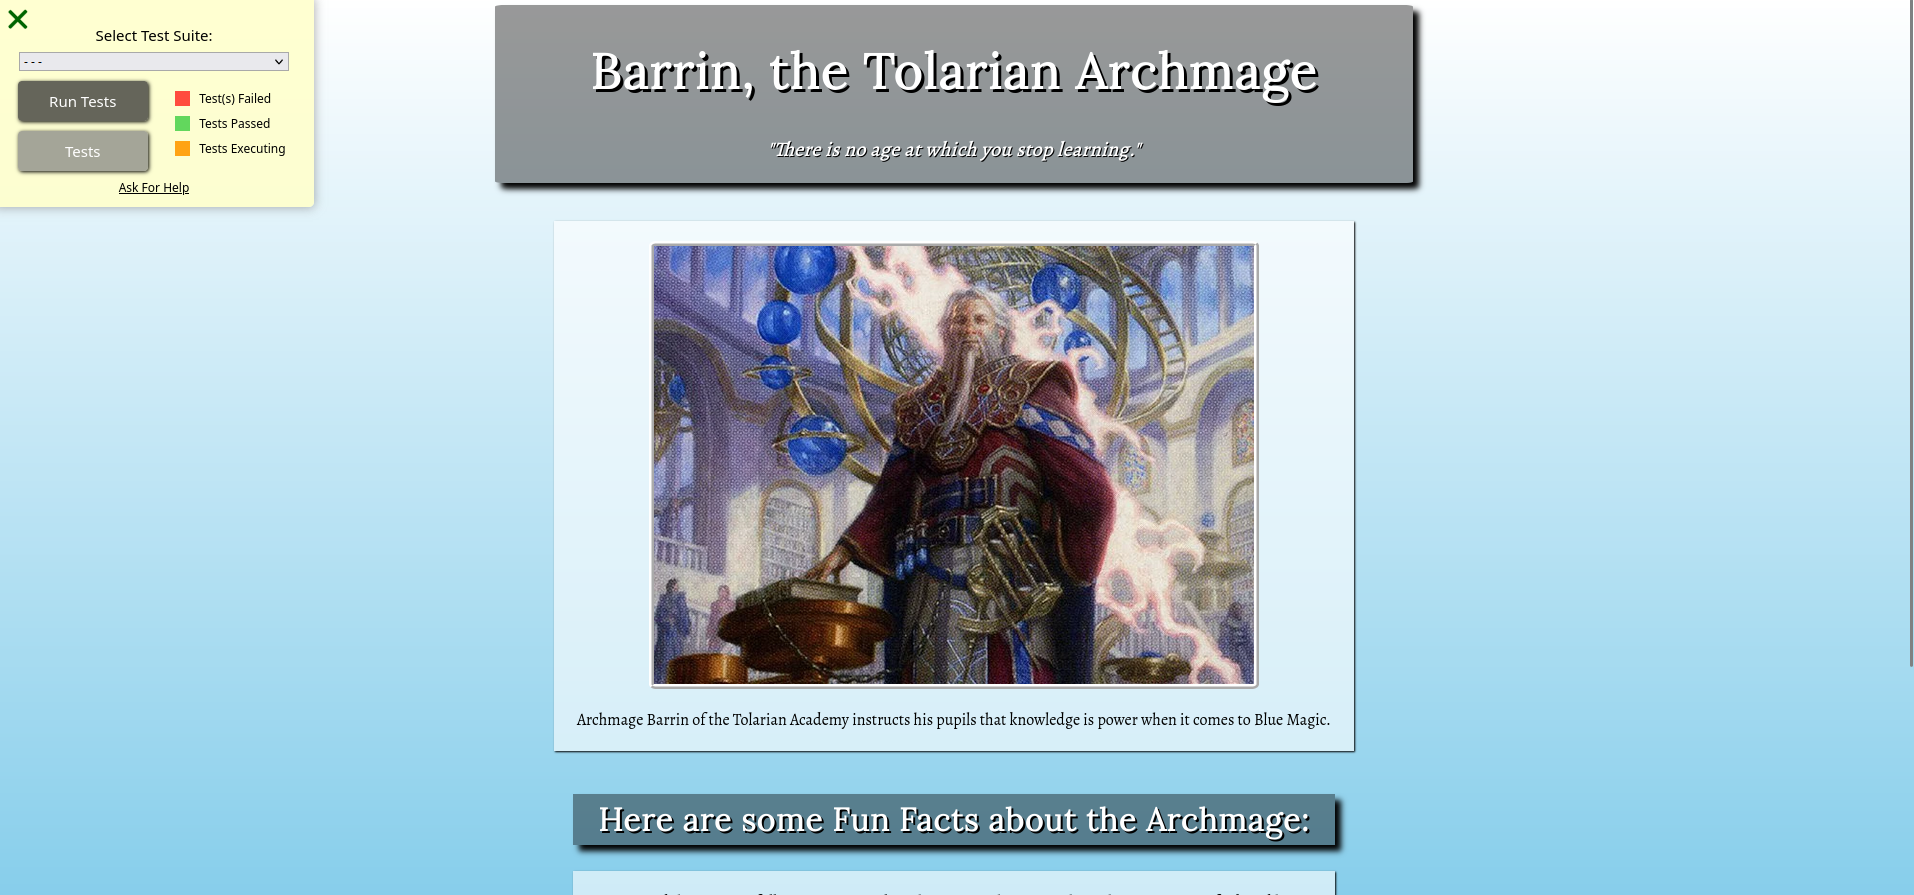 Select Test Suite:
- - -
Run Tests
Tests
Test(s) Failed
Tests Passed
Tests Executing
Ask For Help
Barrin, the Tolarian Archmage
"There is no age at which you stop learning."
Archmage Barrin of the Tolarian Academy instructs his pupils that knowledge is power when it comes to Blue Magic.
Here are some Fun Facts about the Archmage: